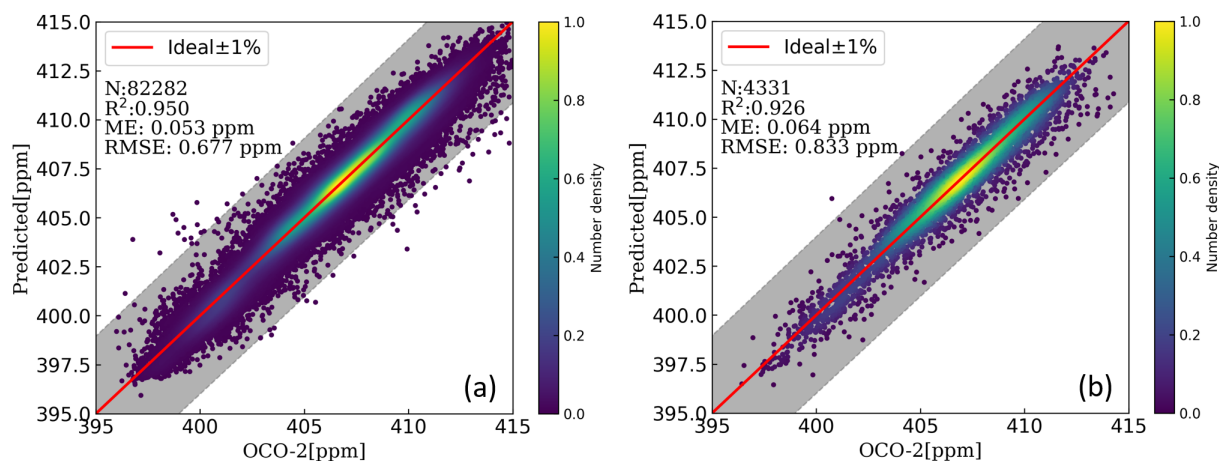 415.0
412.5
410.0
407.5
405.0
402.5
400.0
397.5
395.0
Predicted[ppm]
Ideal±1%
N:82282
R²:0.950
ME: 0.053 ppm
RMSE: 0.677 ppm
(a)
395
400
405
410
415
OCO-2[ppm]
1.0
0.8
0.6
0.4
0.2
0.0
Number density
415.0
412.5
410.0
407.5
405.0
402.5
400.0
397.5
395.0
Predicted[ppm]
Ideal±1%
N:4331
R²:0.926
ME: 0.064 ppm
RMSE: 0.833 ppm
(b)
395
400
405
410
415
OCO-2[ppm]
1.0
0.8
0.6
0.4
0.2
0.0
Number density